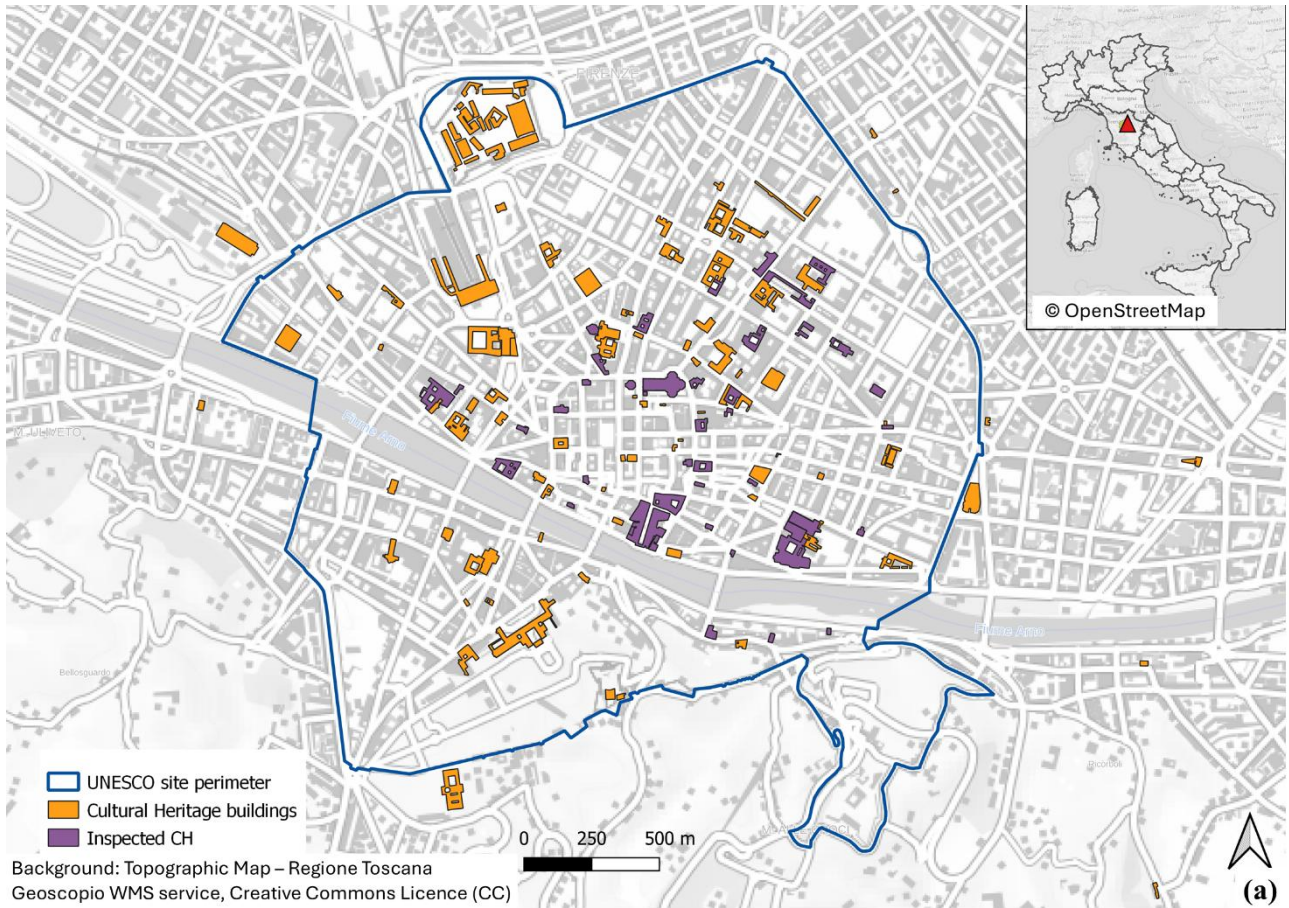 FIRENZE
© OpenStreetMap
M. ULIVETO
Fiume Arno
Fiume Arno
Bellosguardo
UNESCO site perimeter
Cultural Heritage buildings
Inspected CH
0 250 500 m
Background: Topographic Map – Regione Toscana
Geoscopio WMS service, Creative Commons Licence (CC)
(a)